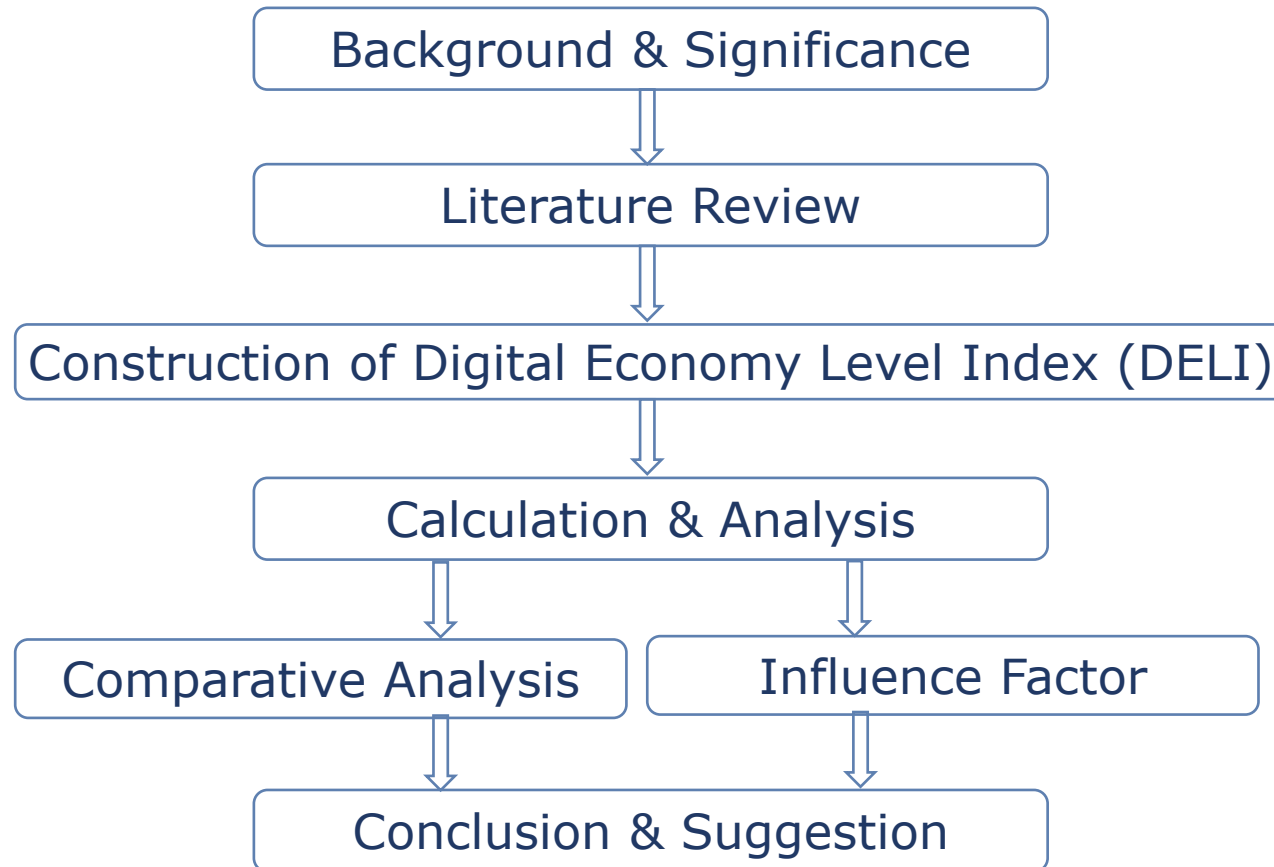 Background & Significance
Literature Review
Construction of Digital Economy Level Index (DELI)
Calculation & Analysis
Comparative Analysis
Influence Factor
Conclusion & Suggestion